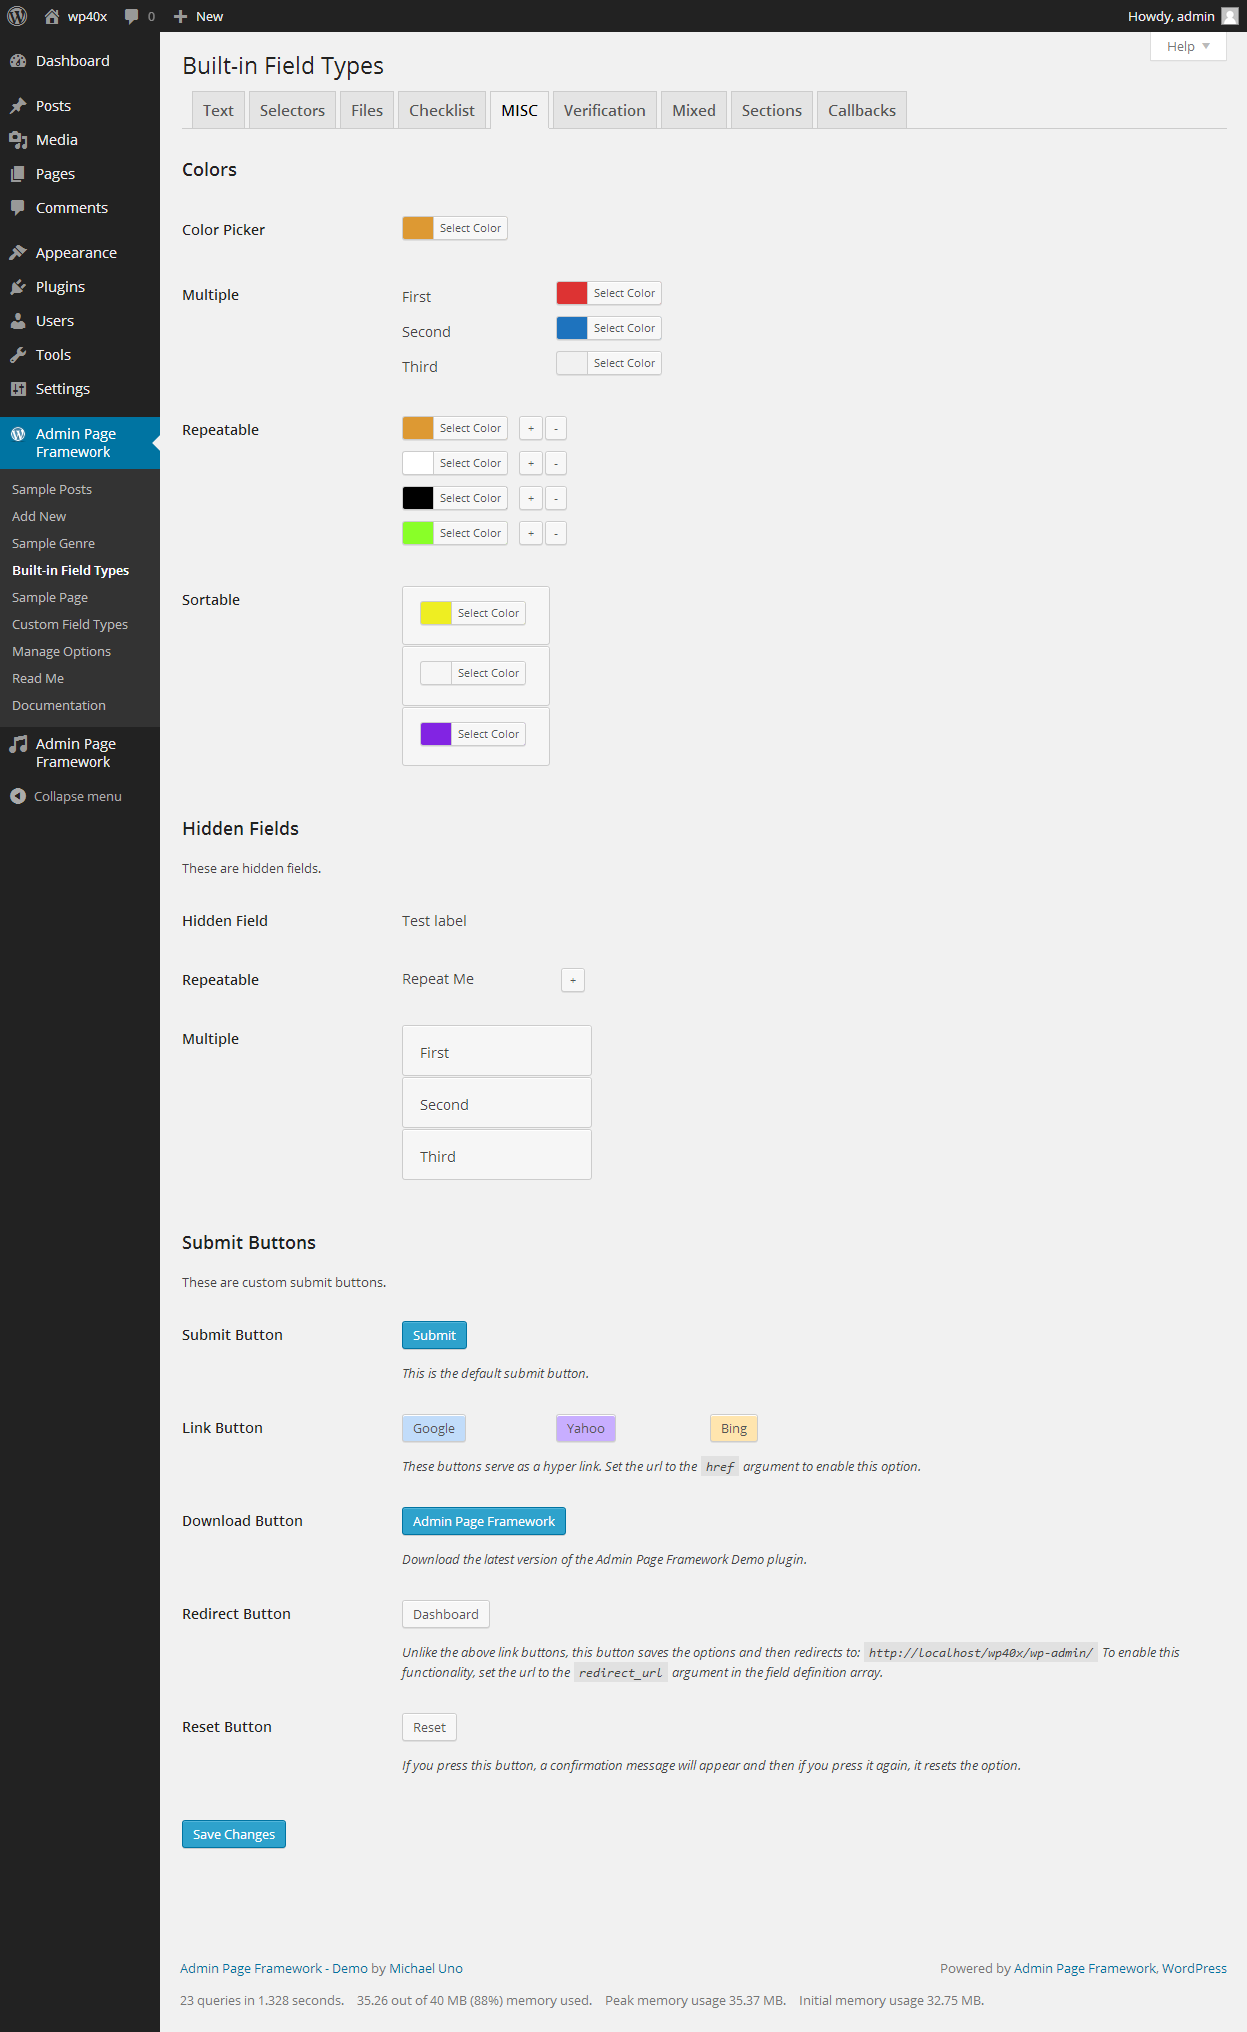 wp40x 0 + New Howdy, admin
Help
Dashboard
Posts
Media
Pages
Comments
Appearance
Plugins
Users
Tools
Settings
Admin Page
Framework
Sample Posts
Add New
Sample Genre
Built-in Field Types
Sample Page
Custom Field Types
Manage Options
Read Me
Documentation
Admin Page
Framework
Collapse menu
Built-in Field Types
Text Selectors Files Checklist MISC Verification Mixed Sections Callbacks
Colors
Color Picker Select Color
Multiple First Select Color
Second Select Color
Third Select Color
Repeatable Select Color + -
Select Color + -
Select Color + -
Select Color + -
Sortable Select Color
Select Color
Select Color
Hidden Fields
These are hidden fields.
Hidden Field Test label
Repeatable Repeat Me +
Multiple First
Second
Third
Submit Buttons
These are custom submit buttons.
Submit Button Submit
This is the default submit button.
Link Button Google Yahoo Bing
These buttons serve as a hyper link. Set the url to the href argument to enable this option.
Download Button Admin Page Framework
Download the latest version of the Admin Page Framework Demo plugin.
Redirect Button Dashboard
Unlike the above link buttons, this button saves the options and then redirects to: http://localhost/wp40x/wp-admin/ To enable this
functionality, set the url to the redirect_url argument in the field definition array.
Reset Button Reset
If you press this button, a confirmation message will appear and then if you press it again, it resets the option.
Save Changes
Admin Page Framework - Demo by Michael Uno Powered by Admin Page Framework, WordPress
23 queries in 1.328 seconds. 35.26 out of 40 MB (88%) memory used. Peak memory usage 35.37 MB. Initial memory usage 32.75 MB.